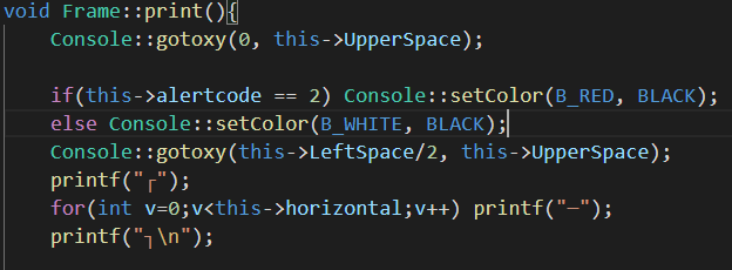 void Frame::print(){
Console::gotoxy(0, this->UpperSpace);
if(this->alertcode == 2) Console::setColor(B_RED, BLACK);
else Console::setColor(B_WHITE, BLACK);
Console::gotoxy(this->LeftSpace/2, this->UpperSpace);
printf("┌");
for(int v=0;v<this->horizontal;v++) printf("─");
printf("┐\n");